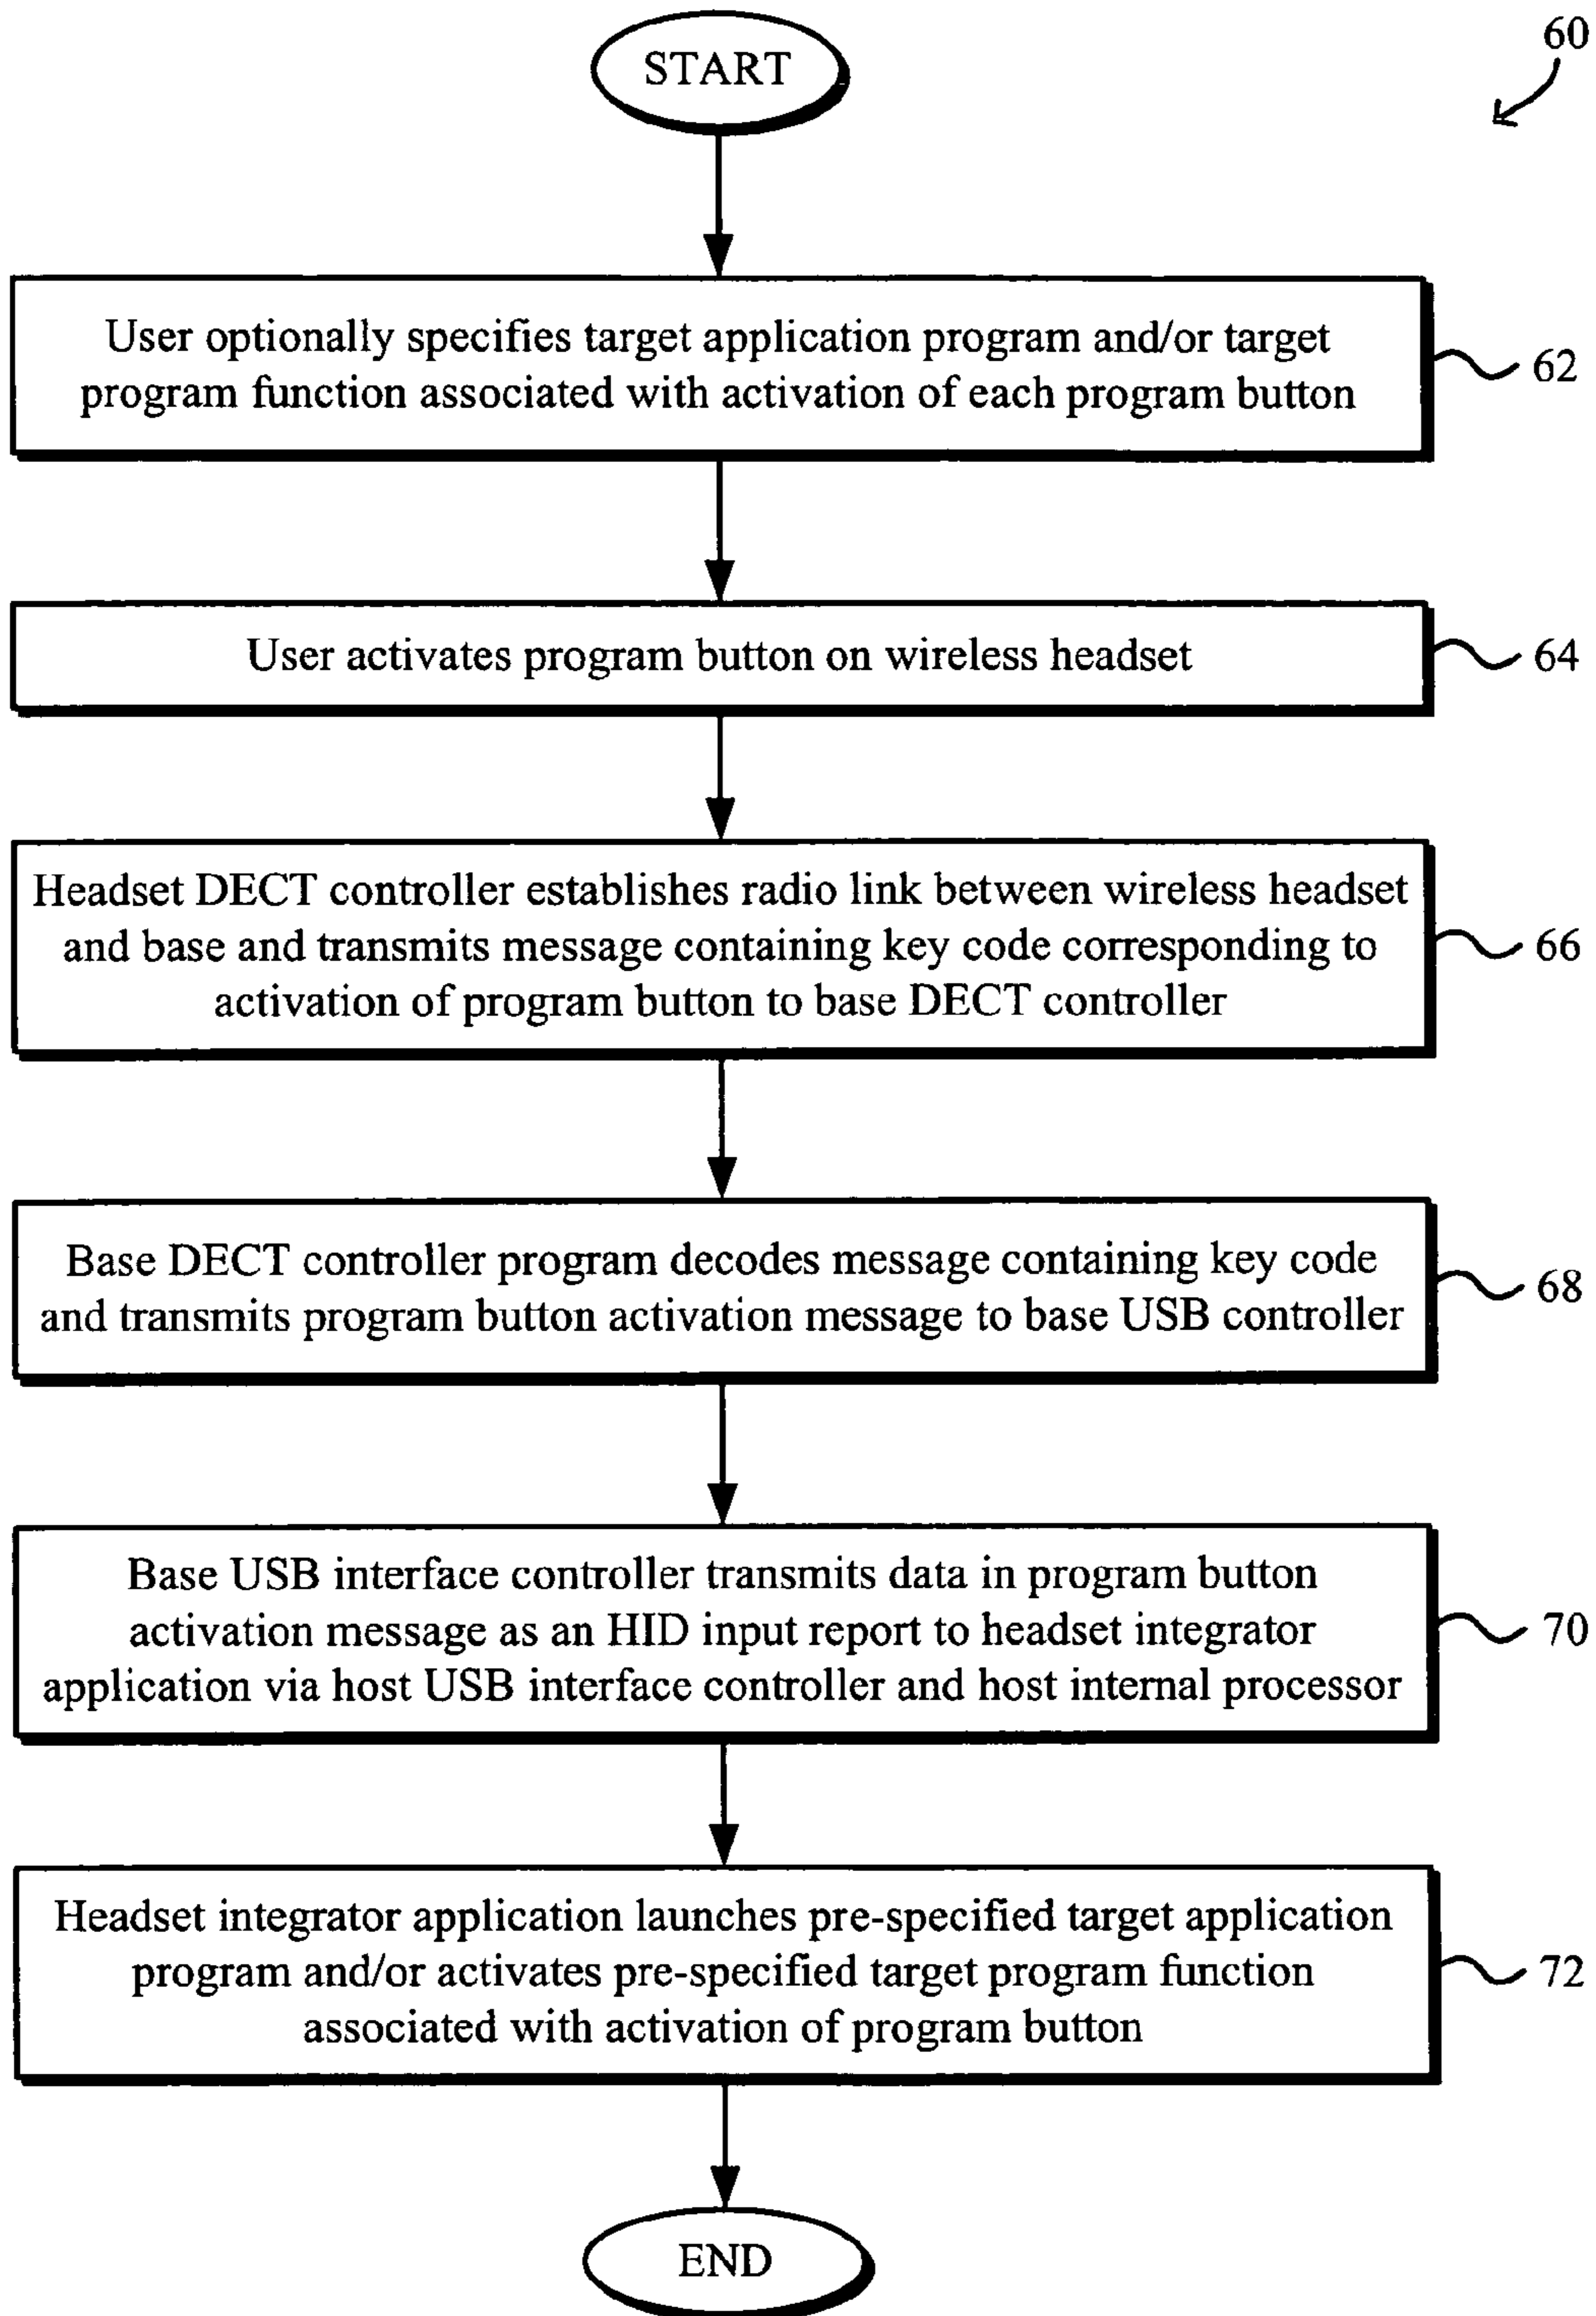 START
60
User optionally specifies target application program and/or target
program function associated with activation of each program button
62
User activates program button on wireless headset
64
Headset DECT controller establishes radio link between wireless headset
and base and transmits message containing key code corresponding to
activation of program button to base DECT controller
66
Base DECT controller program decodes message containing key code
and transmits program button activation message to base USB controller
68
Base USB interface controller transmits data in program button
activation message as an HID input report to headset integrator
application via host USB interface controller and host internal processor
70
Headset integrator application launches pre-specified target application
program and/or activates pre-specified target program function
associated with activation of program button
72
END